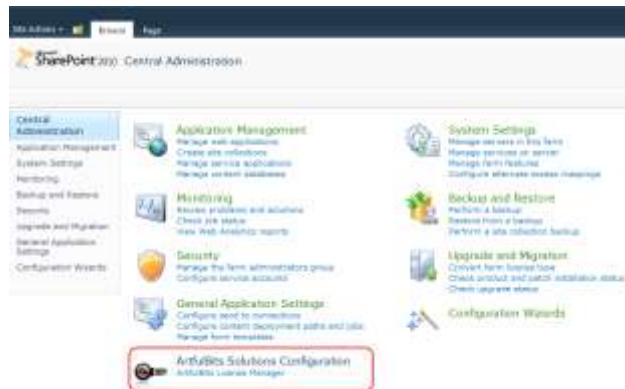 Site Actions
Browse
Page
Microsoft
SharePoint 2010 Central Administration
Central
Administration
Application Management
System Settings
Monitoring
Backup and Restore
Security
Upgrade and Migration
General Application
Settings
Configuration Wizards
Application Management
Manage web applications
Create site collections
Manage service applications
Manage content databases
Monitoring
Review problems and solutions
Check job status
View Web Analytics reports
Security
Manage the farm administrators group
Configure service accounts
General Application Settings
Configure send to connections
Configure content deployment paths and jobs
Manage form templates
ArtfulBits Solutions Configuration
ArtfulBits License Manager
System Settings
Manage servers in this farm
Manage services on server
Manage farm features
Configure alternate access mappings
Backup and Restore
Perform a backup
Restore from a backup
Perform a site collection backup
Upgrade and Migration
Convert farm license type
Check product and patch installation status
Check upgrade status
Configuration Wizards